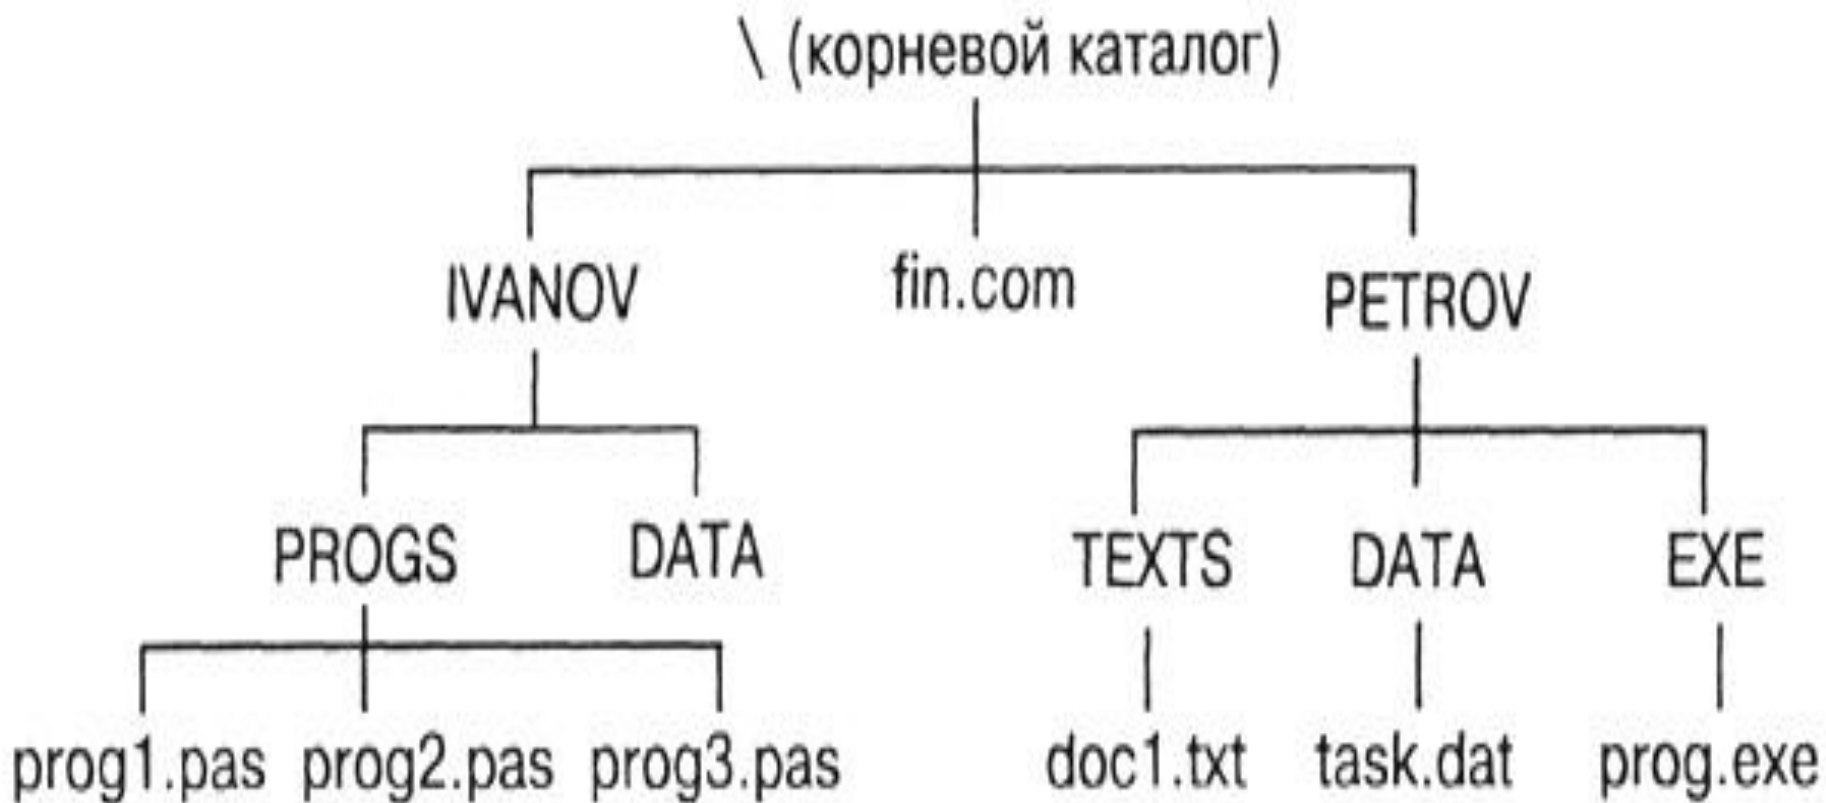 \ (корневой каталог)
IVANOV fin.com PETROV
PROGS DATA TEXTS DATA EXE
prog1.pas prog2.pas prog3.pas doc1.txt task.dat prog.exe